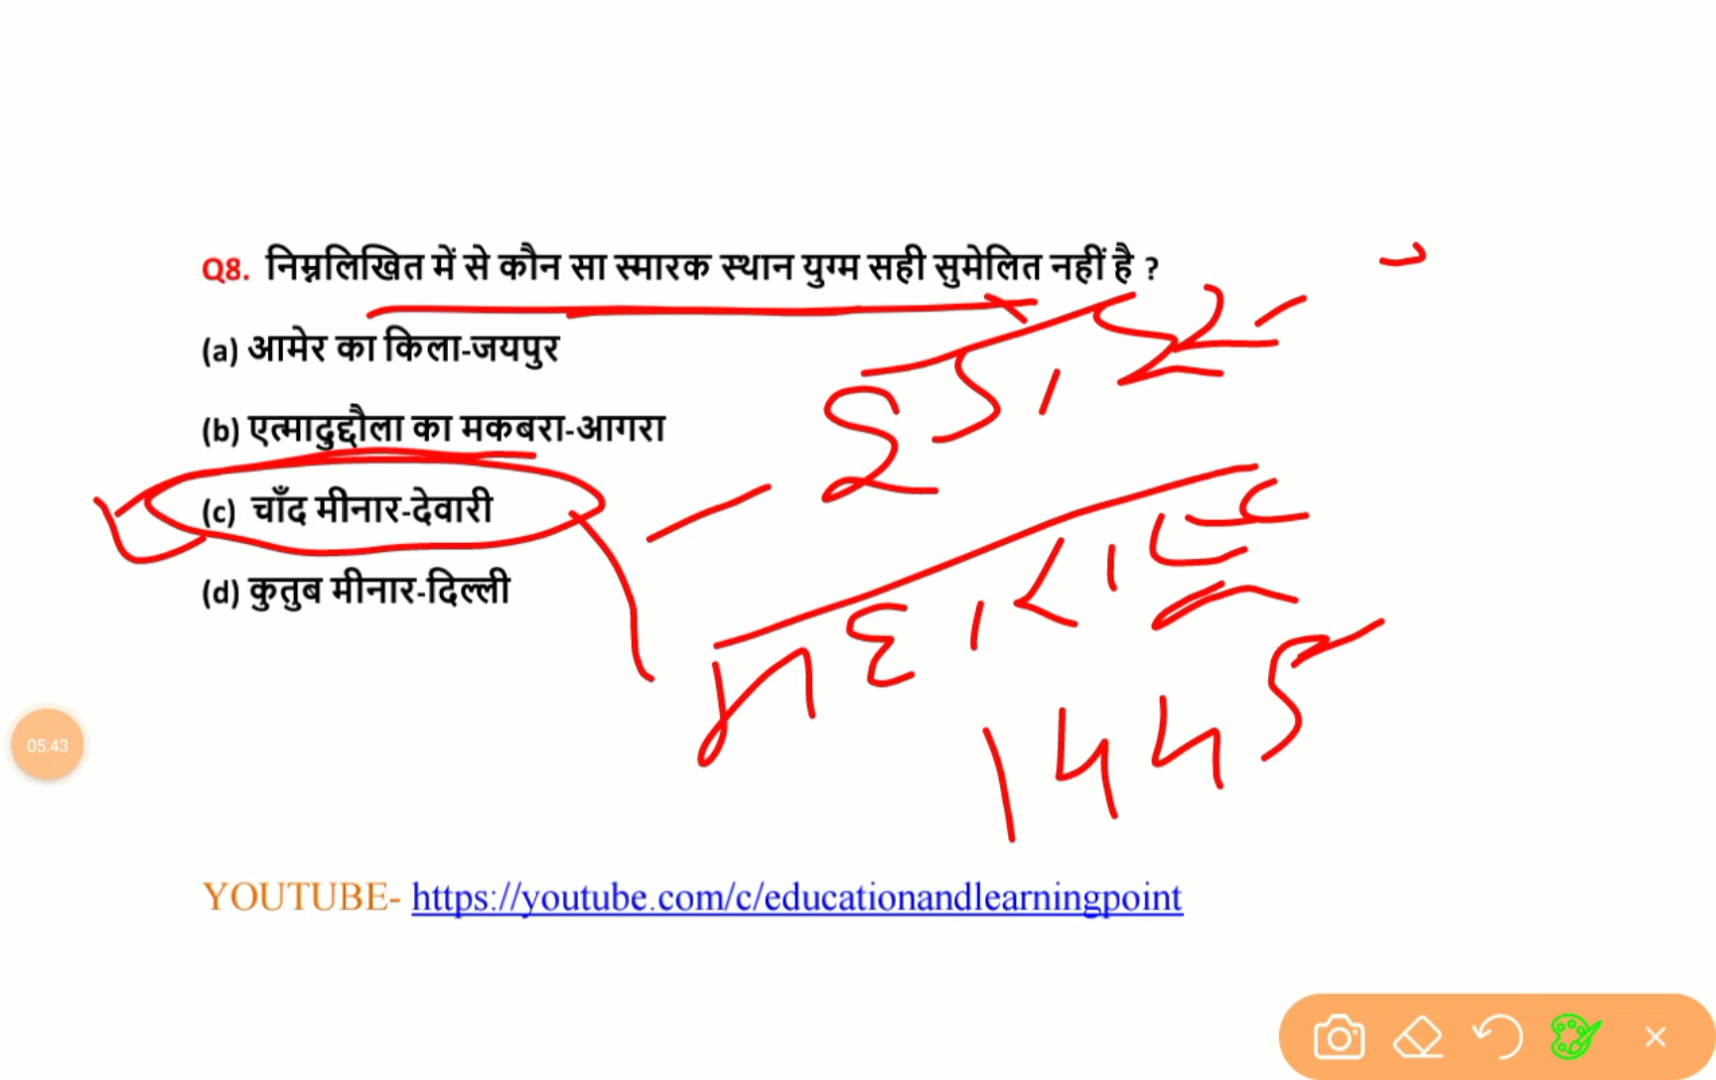 Q8. निम्नलिखित में से कौन सा स्मारक स्थान युग्म सही सुमेलित नहीं है ?
(a) आमेर का किला-जयपुर
(b) एत्मादुद्दौला का मकबरा-आगरा
(c) चाँद मीनार-देवारी
(d) कुतुब मीनार-दिल्ली
1445
05:43
YOUTUBE- https://youtube.com/c/educationandlearningpoint